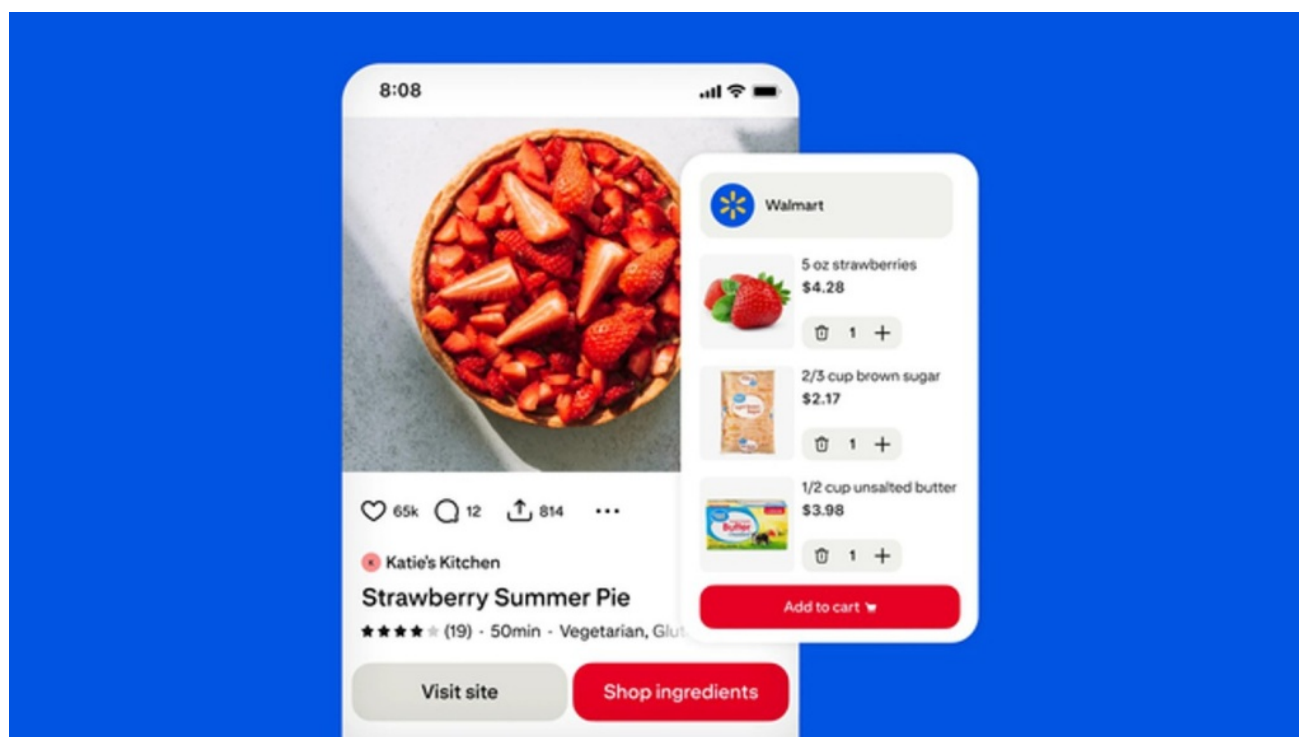 8:08
65k 12 814
K
Katie's Kitchen
Strawberry Summer Pie
(19) · 50min · Vegetarian, Glut
Visit site
Shop ingredients
Walmart
5 oz strawberries
$4.28
1
2/3 cup brown sugar
$2.17
1
1/2 cup unsalted butter
$3.98
Butter
1
Add to cart